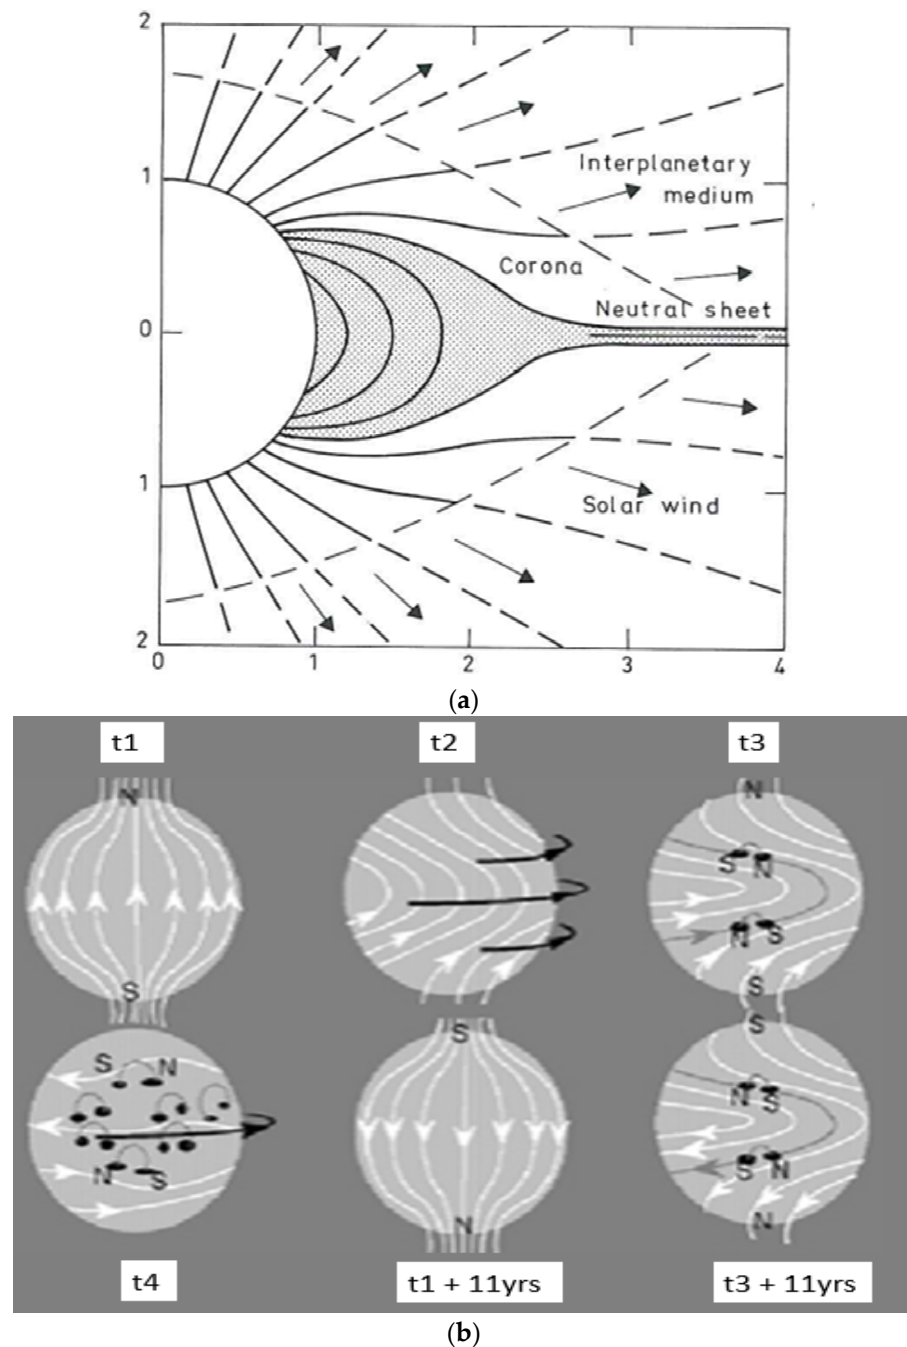 (a)
2
1
0
1
2
Interplanetary
medium
Corona
Neutral sheet
Solar wind
0 1 2 3 4
(a)
t1 t2 t3
N
S
N
S N
N S
S
S N
N S
S
N
S
N S
S N
N
t4 t1 + 11yrs t3 + 11yrs
(b)